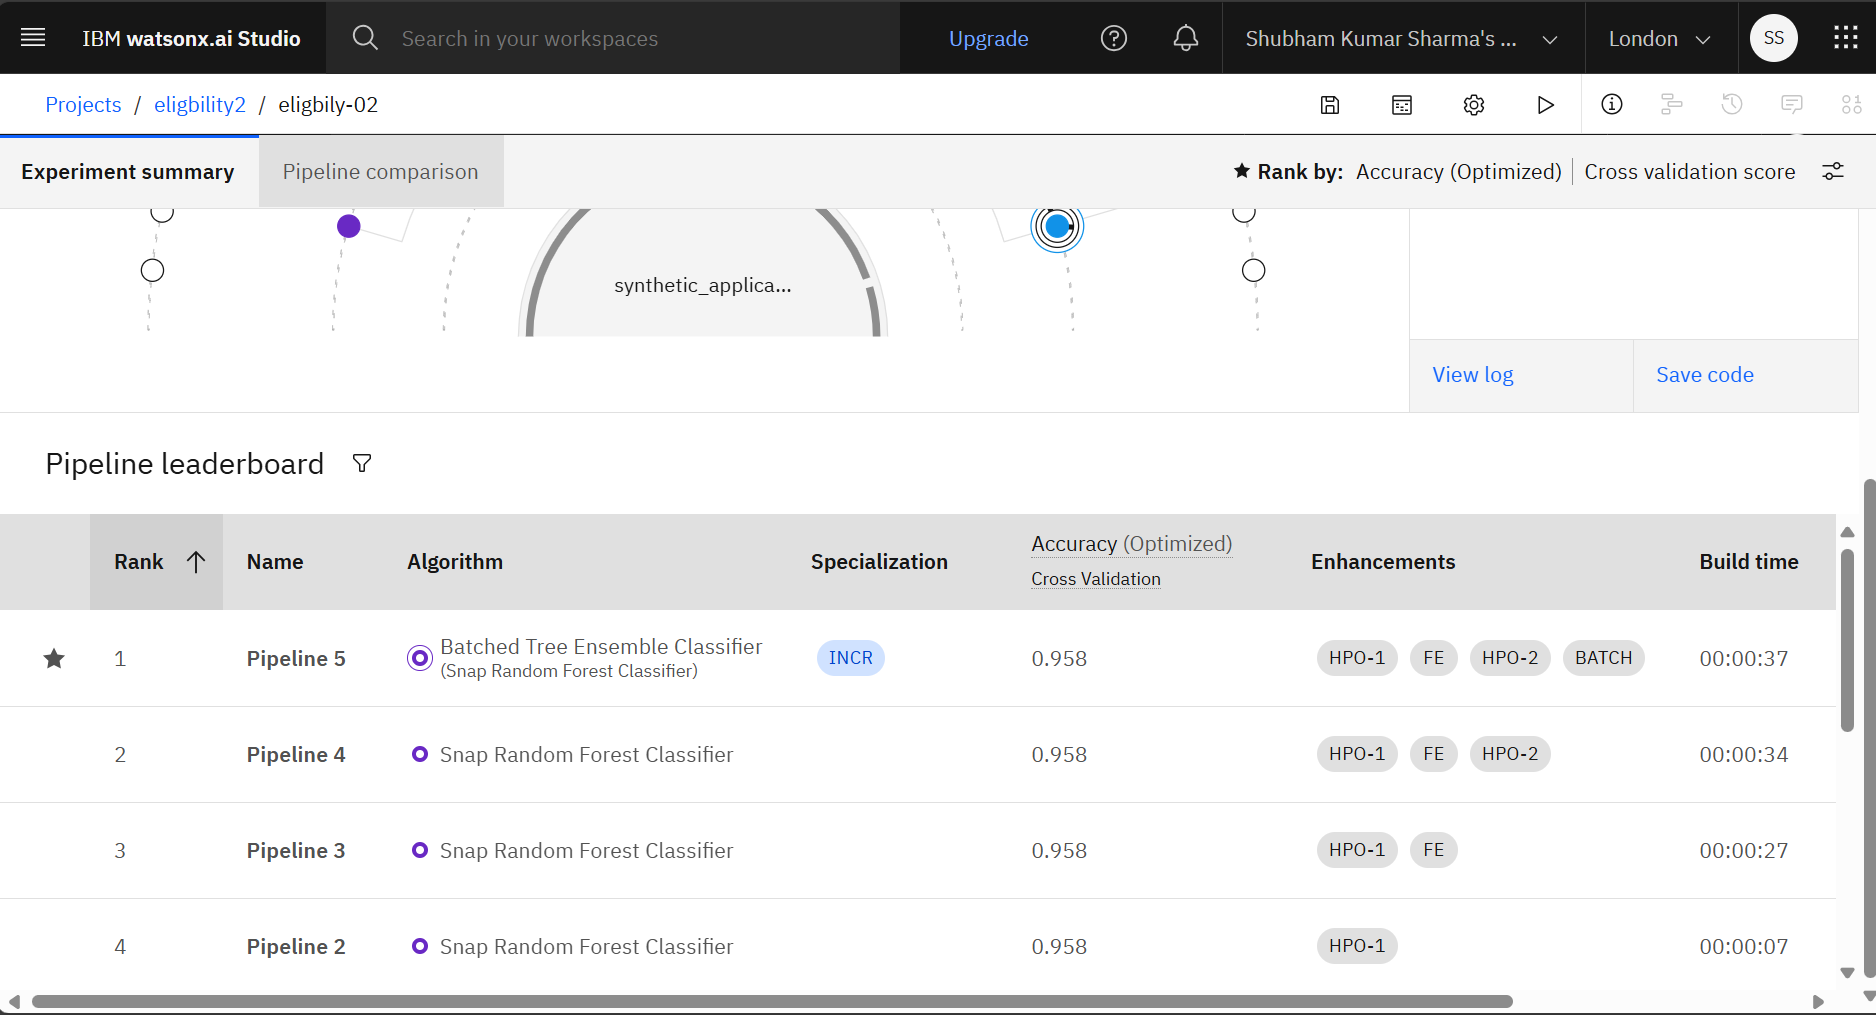 IBM watsonx.ai Studio
Search in your workspaces
Upgrade
Shubham Kumar Sharma's ...
London
SS
Projects / eligbility2 / eligbily-02
Experiment summary
Pipeline comparison
Rank by: Accuracy (Optimized) | Cross validation score
synthetic_applica...
View log
Save code
Pipeline leaderboard
Rank
Name
Algorithm
Specialization
Accuracy (Optimized)
Cross Validation
Enhancements
Build time
1 Pipeline 5 Batched Tree Ensemble Classifier INCR 0.958 HPO-1 FE HPO-2 BATCH 00:00:37
(Snap Random Forest Classifier)
2 Pipeline 4 Snap Random Forest Classifier 0.958 HPO-1 FE HPO-2 00:00:34
3 Pipeline 3 Snap Random Forest Classifier 0.958 HPO-1 FE 00:00:27
4 Pipeline 2 Snap Random Forest Classifier 0.958 HPO-1 00:00:07